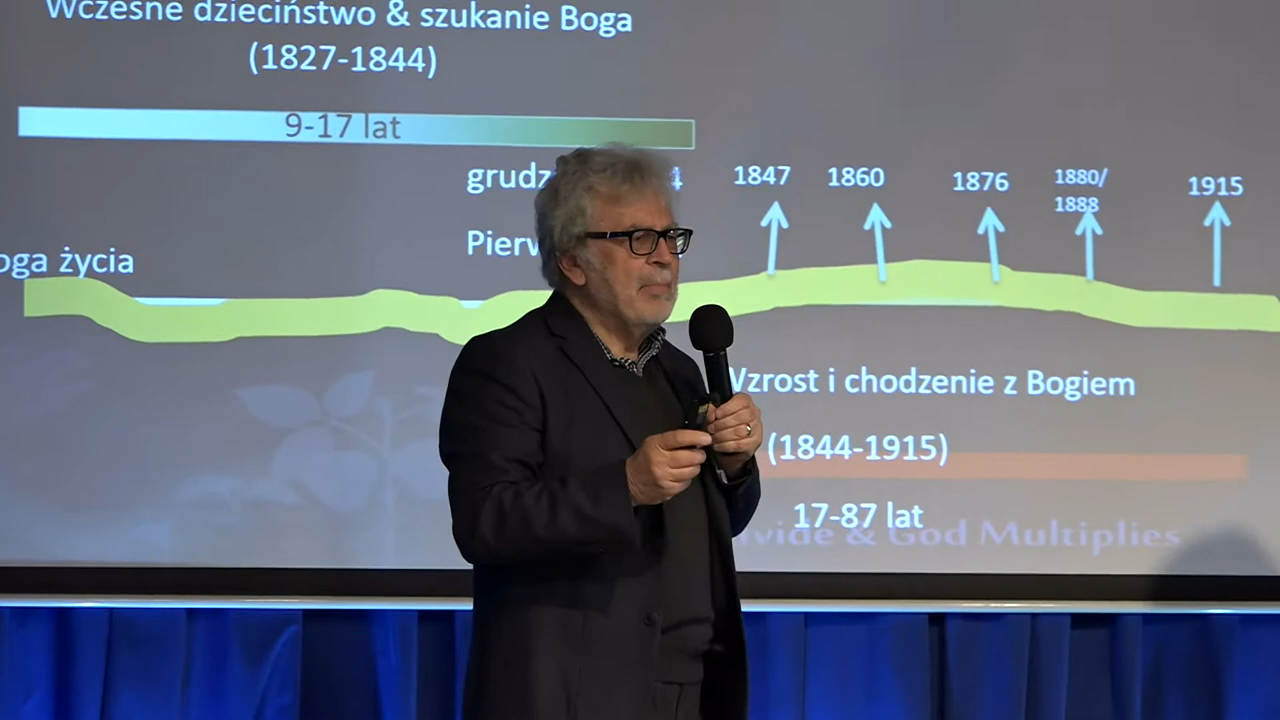 Wczesne dzieciństwo & szukanie Boga
(1827-1844)
9-17 lat
1847
1860
1876
1880/
1888
1915
życia
Wzrost i chodzenie z Bogiem
(1844-1915)
17-87 lat
& God Multiplies